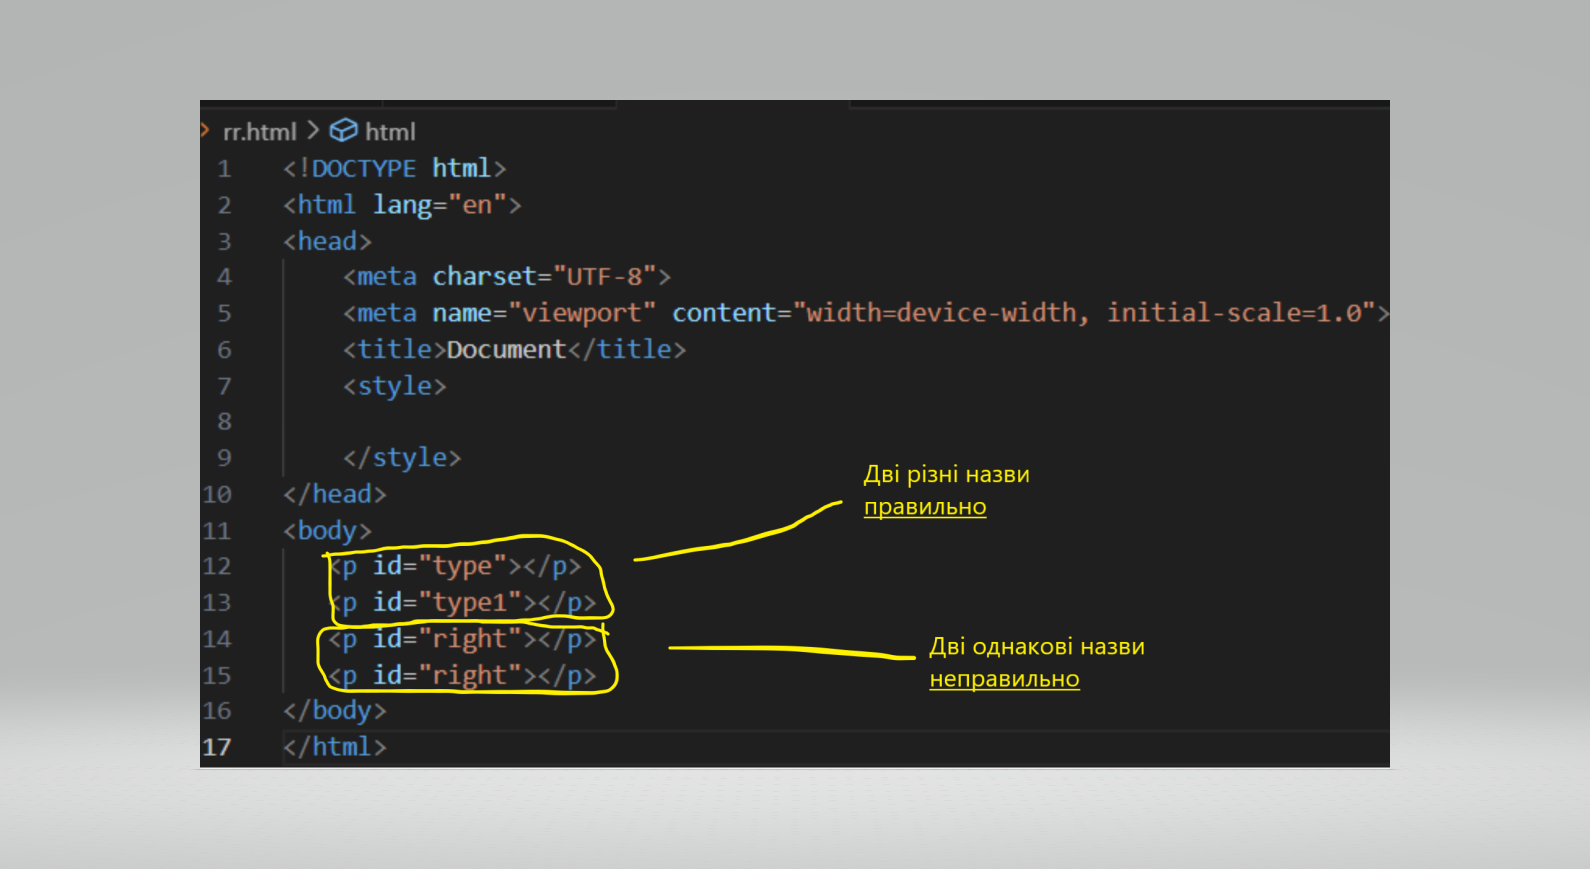 rr.html > html
1 <!DOCTYPE html>
2 <html lang="en">
3 <head>
4 <meta charset="UTF-8">
5 <meta name="viewport" content="width=device-width, initial-scale=1.0">
6 <title>Document</title>
7 <style>
8
9 </style>
10 </head>
11 <body>
12 <p id="type"></p>
13 <p id="type1"></p>
14 <p id="right"></p>
15 <p id="right"></p>
16 </body>
17 </html>
Дві різні назви
правильно
Дві однакові назви
неправильно